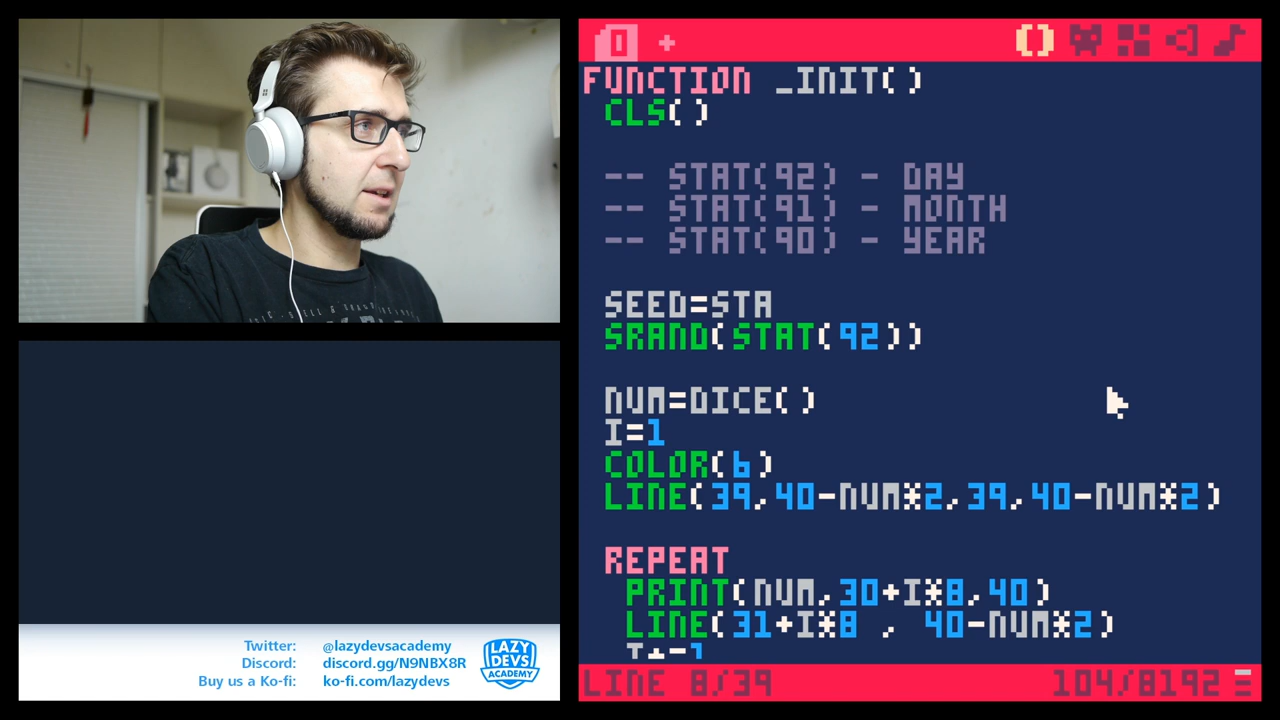 FUNCTION _INIT()
CLS()
-- STAT(92) - DAY
-- STAT(91) - MONTH
-- STAT(90) - YEAR
SEED=STA
SRAND(STAT(92))
NUM=DICE()
I=1
COLOR(6)
LINE(39,40-NUM*2,39,40-NUM*2)
REPEAT
PRINT(NUM,30+I*8,40)
LINE(31+I*8 , 40-NUM*2)
I+=1
LINE 8/39 104/8192
Twitter: @lazydevsacademy
Discord: discord.gg/N9NBX8R
Buy us a Ko-fi: ko-fi.com/lazydevs
LAZY
DEVS
ACADEMY